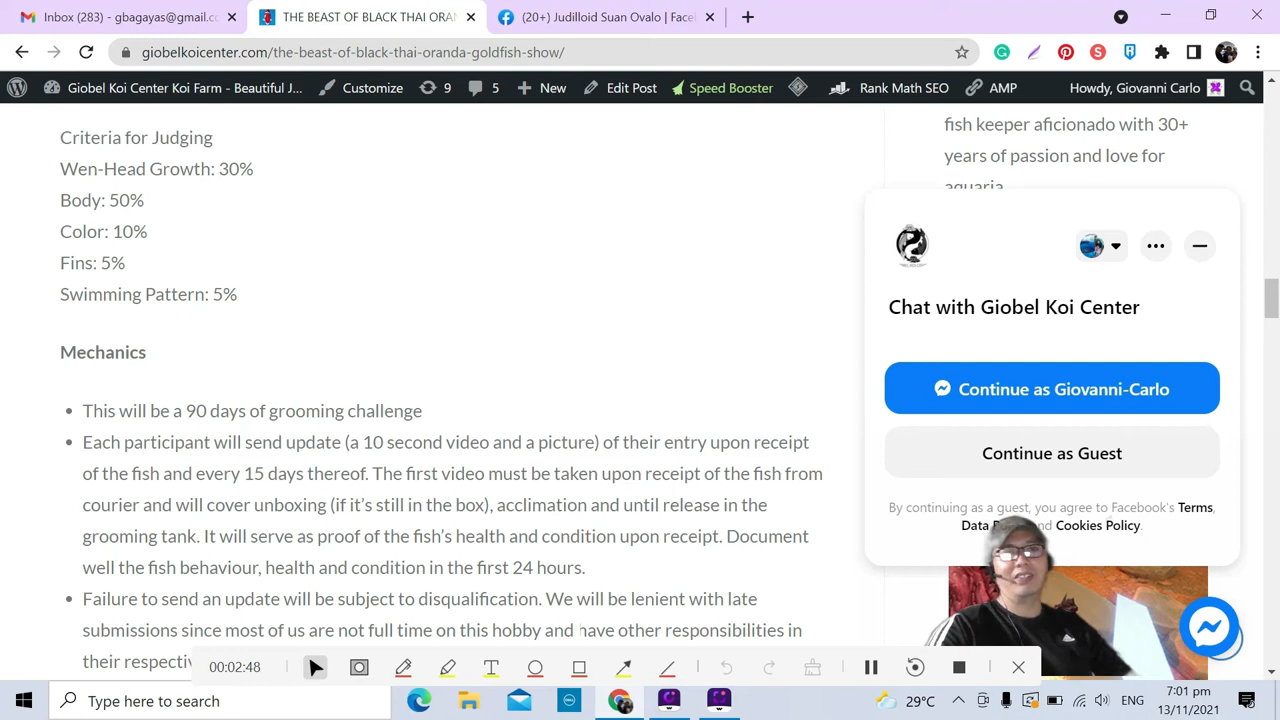 Inbox (283) - gbagayas@gmail.cc
THE BEAST OF BLACK THAI ORAN
(20+) Judilloid Suan Ovalo | Face
giobelkoicenter.com/the-beast-of-black-thai-oranda-goldfish-show/
Giobel Koi Center Koi Farm - Beautiful J...
Customize
9
5
New
Edit Post
Speed Booster
Rank Math SEO
AMP
Howdy, Giovanni Carlo
Criteria for Judging
Wen-Head Growth: 30%
Body: 50%
Color: 10%
Fins: 5%
Swimming Pattern: 5%
Mechanics
• This will be a 90 days of grooming challenge
• Each participant will send update (a 10 second video and a picture) of their entry upon receipt
of the fish and every 15 days thereof. The first video must be taken upon receipt of the fish from
courier and will cover unboxing (if it’s still in the box), acclimation and until release in the
grooming tank. It will serve as proof of the fish’s health and condition upon receipt. Document
well the fish behaviour, health and condition in the first 24 hours.
• Failure to send an update will be subject to disqualification. We will be lenient with late
submissions since most of us are not full time on this hobby and have other responsibilities in
their respectiv
fish keeper aficionado with 30+
years of passion and love for
aquaria
Chat with Giobel Koi Center
Continue as Giovanni-Carlo
Continue as Guest
By continuing as a guest, you agree to Facebook's Terms,
Data and Cookies Policy.
00:02:48
T
Type here to search
29°C
ENG
7:01 pm
13/11/2021